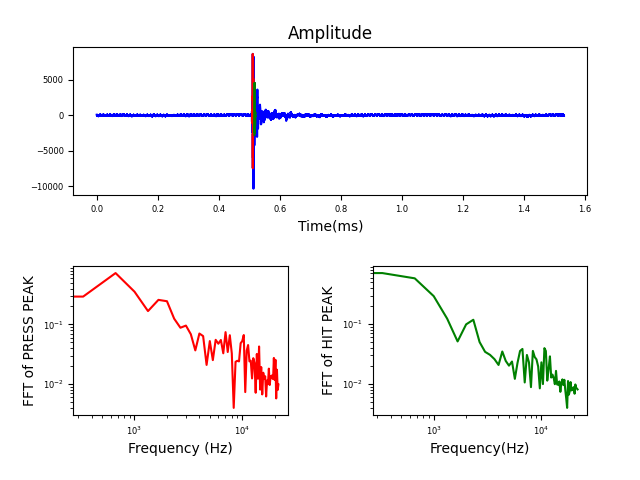 Amplitude
5000
0
−5000
−10000
0.0 0.2 0.4 0.6 0.8 1.0 1.2 1.4 1.6
Time(ms)
FFT of PRESS PEAK
10⁻¹
10⁻²
10³ 10⁴
Frequency (Hz)
FFT of HIT PEAK
10⁻¹
10⁻²
10³ 10⁴
Frequency(Hz)